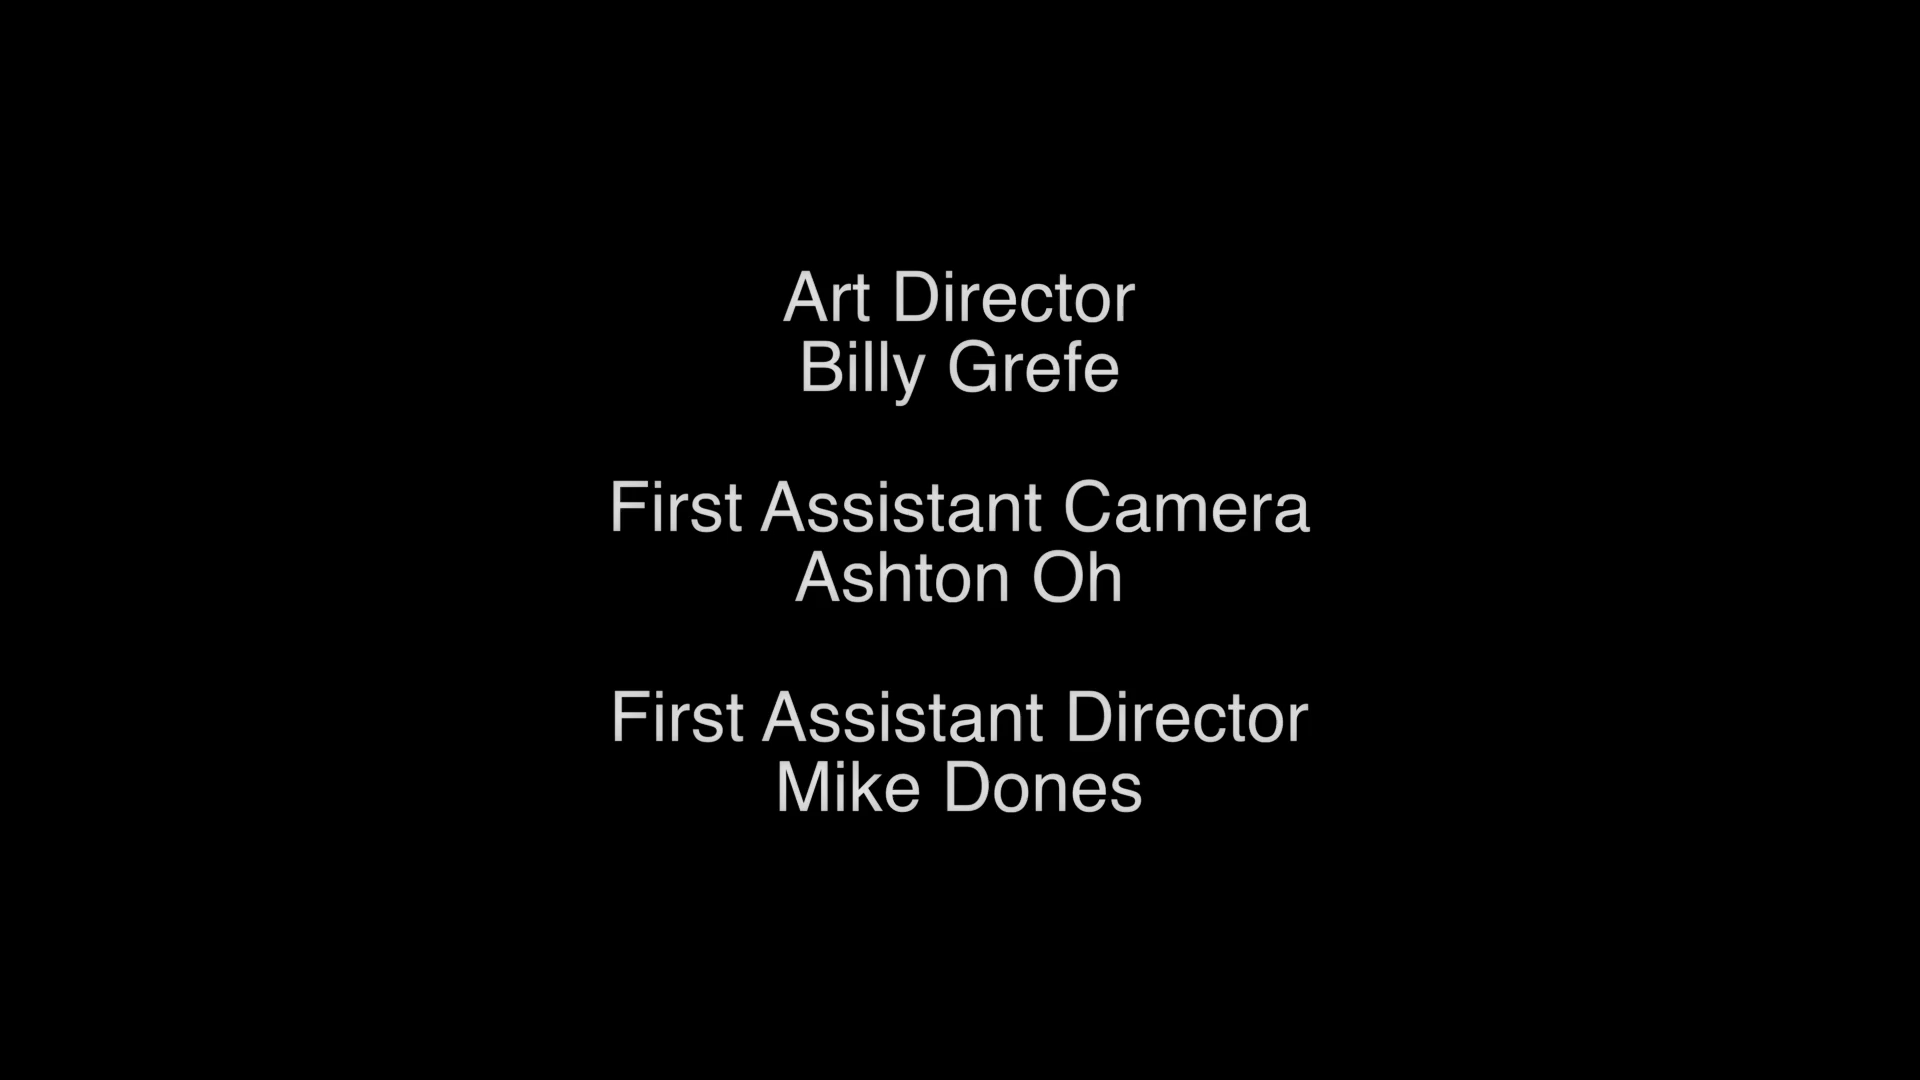 Art Director
Billy Grefe
First Assistant Camera
Ashton Oh
First Assistant Director
Mike Dones